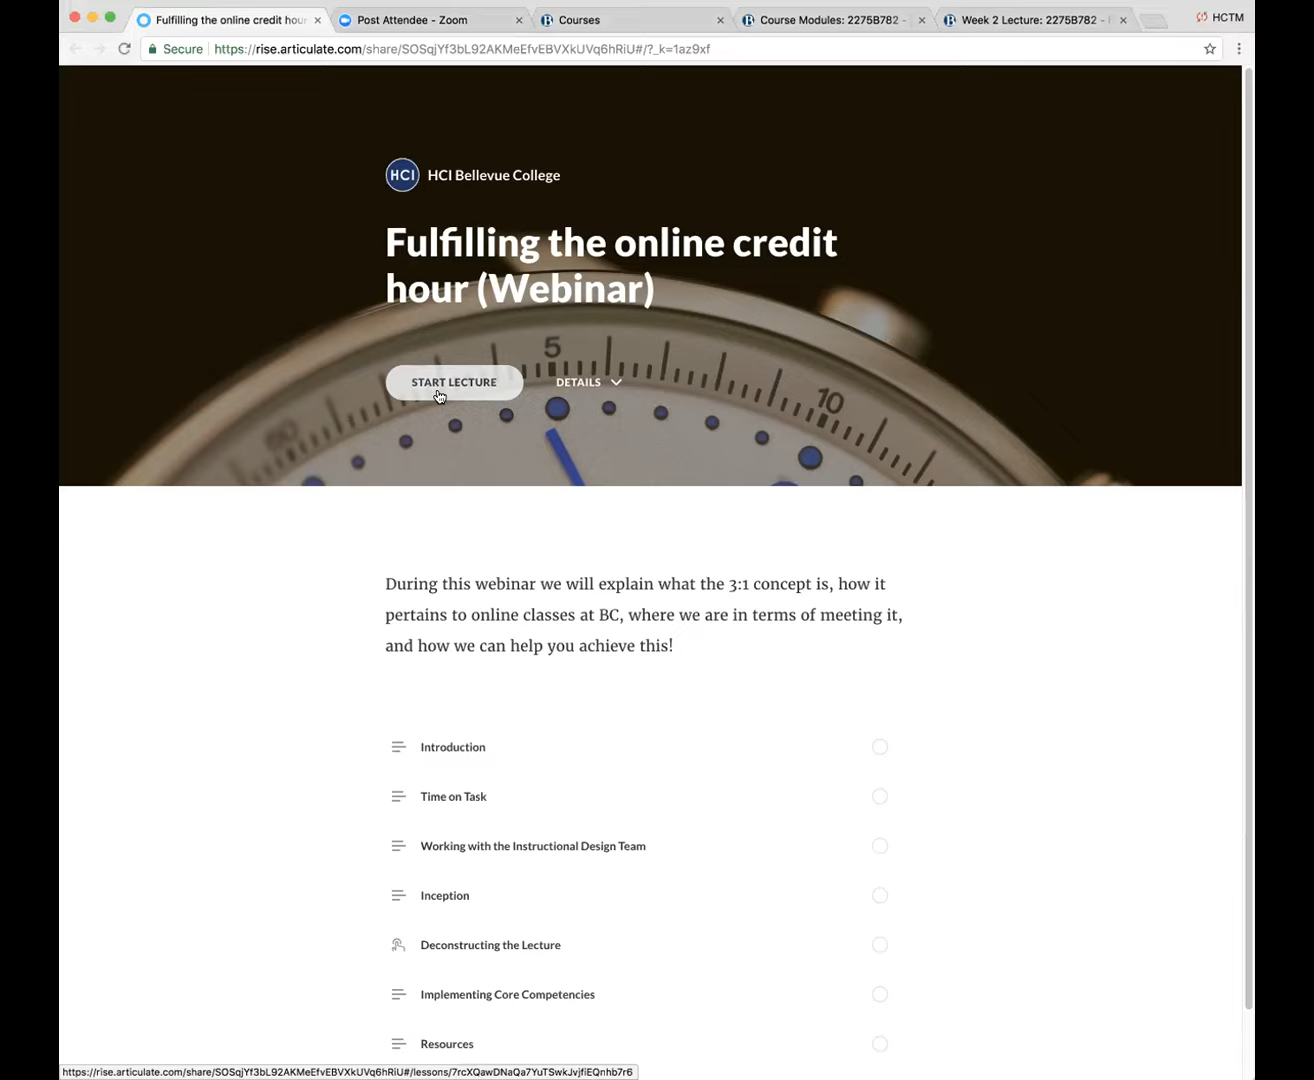 Fulfilling the online credit hour
Post Attendee - Zoom
Courses
Course Modules: 2275B782 -
Week 2 Lecture: 2275B782 -
HCTM
Secure
https://rise.articulate.com/share/SOSqjYf3bL92AKMeEfvEBVXkUVq6hRiU#/?_k=1az9xf
HCI
HCI Bellevue College
Fulfilling the online credit
hour (Webinar)
5
10
60
START LECTURE
DETAILS
During this webinar we will explain what the 3:1 concept is, how it
pertains to online classes at BC, where we are in terms of meeting it,
and how we can help you achieve this!
Introduction
Time on Task
Working with the Instructional Design Team
Inception
Deconstructing the Lecture
Implementing Core Competencies
Resources
https://rise.articulate.com/share/SOSqjYf3bL92AKMeEfvEBVXkUVq6hRiU#/lessons/7rcXQawDNaQa7YuTSwkJvjfiEQnhb7r6